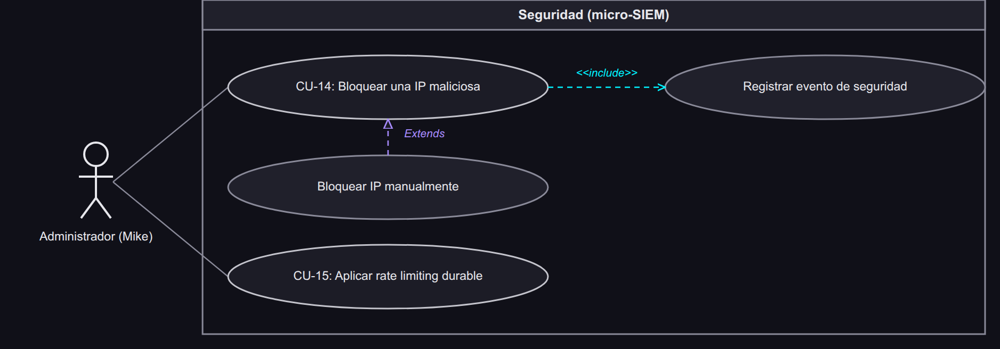 Seguridad (micro-SIEM)
CU-14: Bloquear una IP maliciosa
<<include>>
Registrar evento de seguridad
Extends
Bloquear IP manualmente
Administrador (Mike)
CU-15: Aplicar rate limiting durable